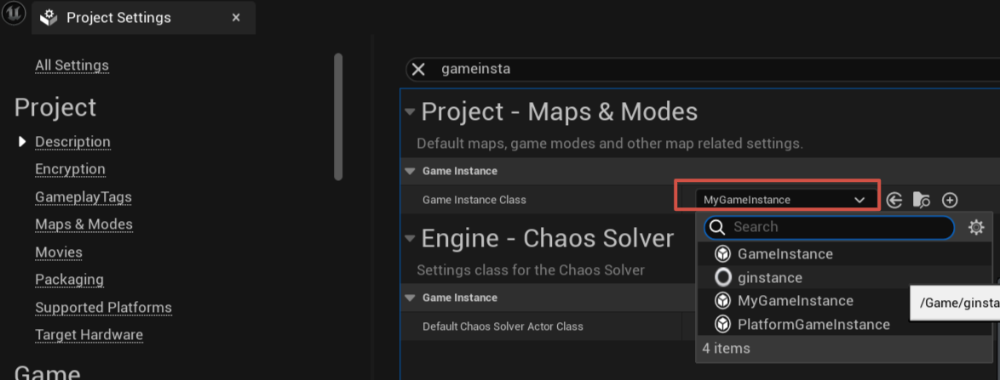 Project Settings
All Settings
Project
Description
Encryption
GameplayTags
Maps & Modes
Movies
Packaging
Supported Platforms
Target Hardware
Game
gameinsta
Project - Maps & Modes
Default maps, game modes and other map related settings.
Game Instance
Game Instance Class
MyGameInstance
Search
GameInstance
ginstance
MyGameInstance
PlatformGameInstance
4 items
/Game/ginsta
Engine - Chaos Solver
Settings class for the Chaos Solver
Game Instance
Default Chaos Solver Actor Class